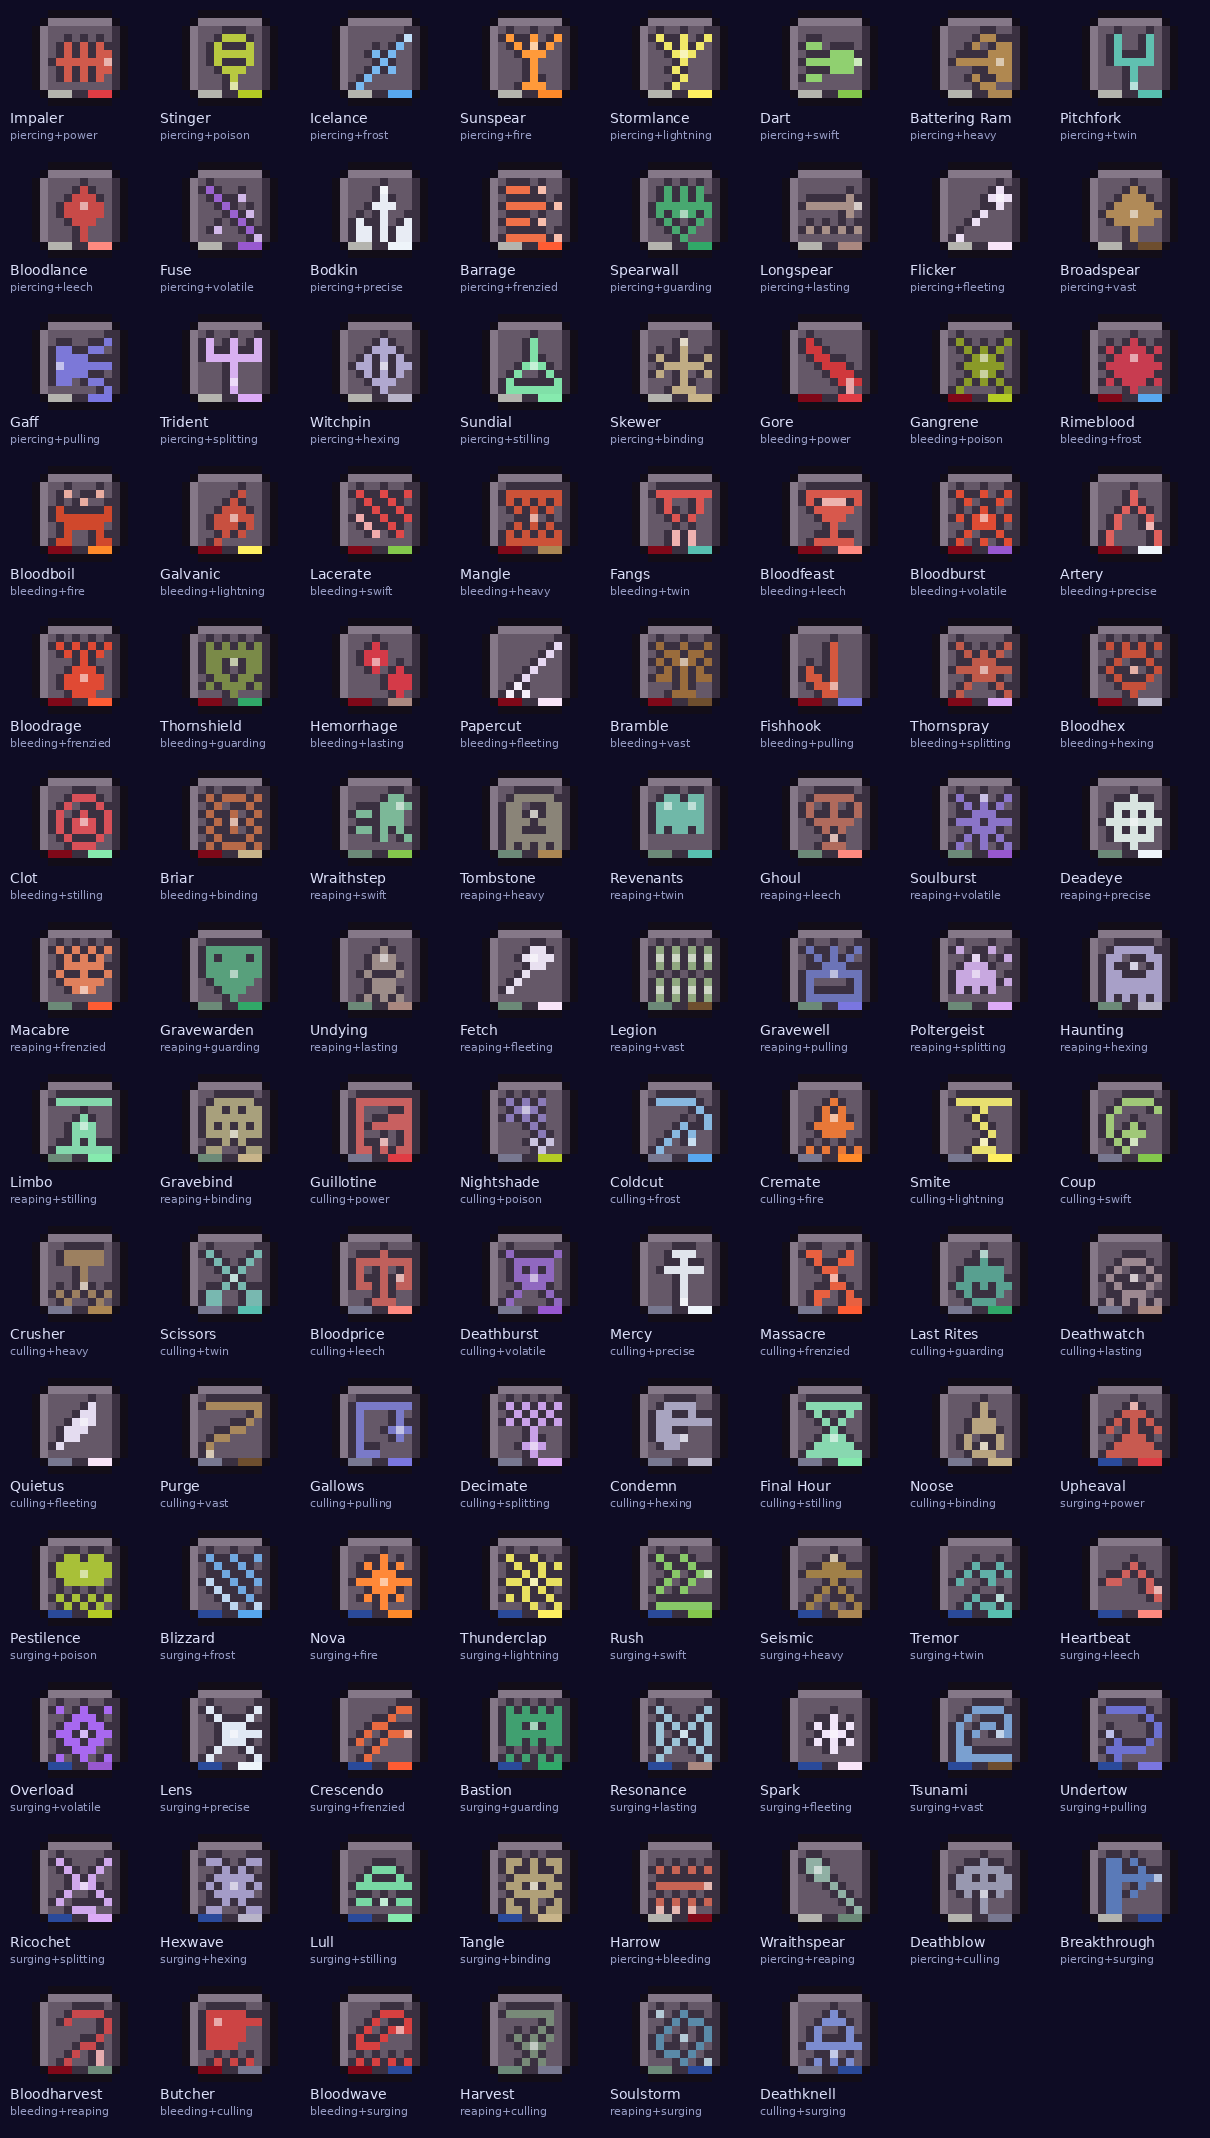 Impaler Stinger Icelance Sunspear Stormlance Dart Battering Ram Pitchfork
piercing+power piercing+poison piercing+frost piercing+fire piercing+lightning piercing+swift piercing+heavy piercing+twin
Bloodlance Fuse Bodkin Barrage Spearwall Longspear Flicker Broadspear
piercing+leech piercing+volatile piercing+precise piercing+frenzied piercing+guarding piercing+lasting piercing+fleeting piercing+vast
Gaff Trident Witchpin Sundial Skewer Gore Gangrene Rimeblood
piercing+pulling piercing+splitting piercing+hexing piercing+stilling piercing+binding bleeding+power bleeding+poison bleeding+frost
Bloodboil Galvanic Lacerate Mangle Fangs Bloodfeast Bloodburst Artery
bleeding+fire bleeding+lightning bleeding+swift bleeding+heavy bleeding+twin bleeding+leech bleeding+volatile bleeding+precise
Bloodrage Thornshield Hemorrhage Papercut Bramble Fishhook Thornspray Bloodhex
bleeding+frenzied bleeding+guarding bleeding+lasting bleeding+fleeting bleeding+vast bleeding+pulling bleeding+splitting bleeding+hexing
Clot Briar Wraithstep Tombstone Revenants Ghoul Soulburst Deadeye
bleeding+stilling bleeding+binding reaping+swift reaping+heavy reaping+twin reaping+leech reaping+volatile reaping+precise
Macabre Gravewarden Undying Fetch Legion Gravewell Poltergeist Haunting
reaping+frenzied reaping+guarding reaping+lasting reaping+fleeting reaping+vast reaping+pulling reaping+splitting reaping+hexing
Limbo Gravebind Guillotine Nightshade Coldcut Cremate Smite Coup
reaping+stilling reaping+binding culling+power culling+poison culling+frost culling+fire culling+lightning culling+swift
Crusher Scissors Bloodprice Deathburst Mercy Massacre Last Rites Deathwatch
culling+heavy culling+twin culling+leech culling+volatile culling+precise culling+frenzied culling+guarding culling+lasting
Quietus Purge Gallows Decimate Condemn Final Hour Noose Upheaval
culling+fleeting culling+vast culling+pulling culling+splitting culling+hexing culling+stilling culling+binding surging+power
Pestilence Blizzard Nova Thunderclap Rush Seismic Tremor Heartbeat
surging+poison surging+frost surging+fire surging+lightning surging+swift surging+heavy surging+twin surging+leech
Overload Lens Crescendo Bastion Resonance Spark Tsunami Undertow
surging+volatile surging+precise surging+frenzied surging+guarding surging+lasting surging+fleeting surging+vast surging+pulling
Ricochet Hexwave Lull Tangle Harrow Wraithspear Deathblow Breakthrough
surging+splitting surging+hexing surging+stilling surging+binding piercing+bleeding piercing+reaping piercing+culling piercing+surging
Bloodharvest Butcher Bloodwave Harvest Soulstorm Deathknell
bleeding+reaping bleeding+culling bleeding+surging reaping+culling reaping+surging culling+surging